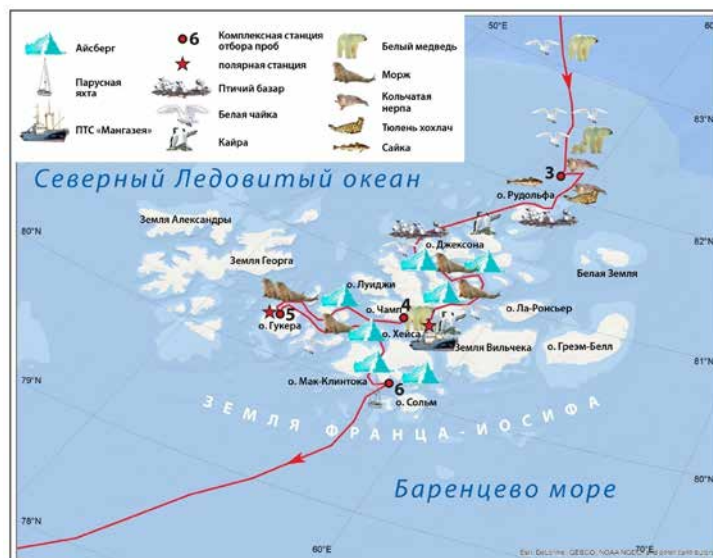 Айсберг
Парусная
яхта
ПТС «Мангазея»
6
Комплексная станция
отбора проб
полярная станция
Птичий базар
Белая чайка
Кайра
Белый медведь
Морж
Кольчатая
нерпа
Тюлень хохлач
Сайка
50°E
83°N
Северный Ледовитый океан
3
о. Рудольфа
80°N
Земля Александры
82°N
о. Джексона
Земля Георга
Белая Земля
о. Луиджи
о. Ла-Ронсьер
о. Чамп
4
5
о. Гукера
о. Хейса
Земля Вильчека
о. Грэм-Белл
81°N
79°N
о. Мак-Клинтока
6
о. Сольм
ЗЕМЛЯ ФРАНЦА-ИОСИФА
80°N
Баренцево море
78°N
60°E
70°E